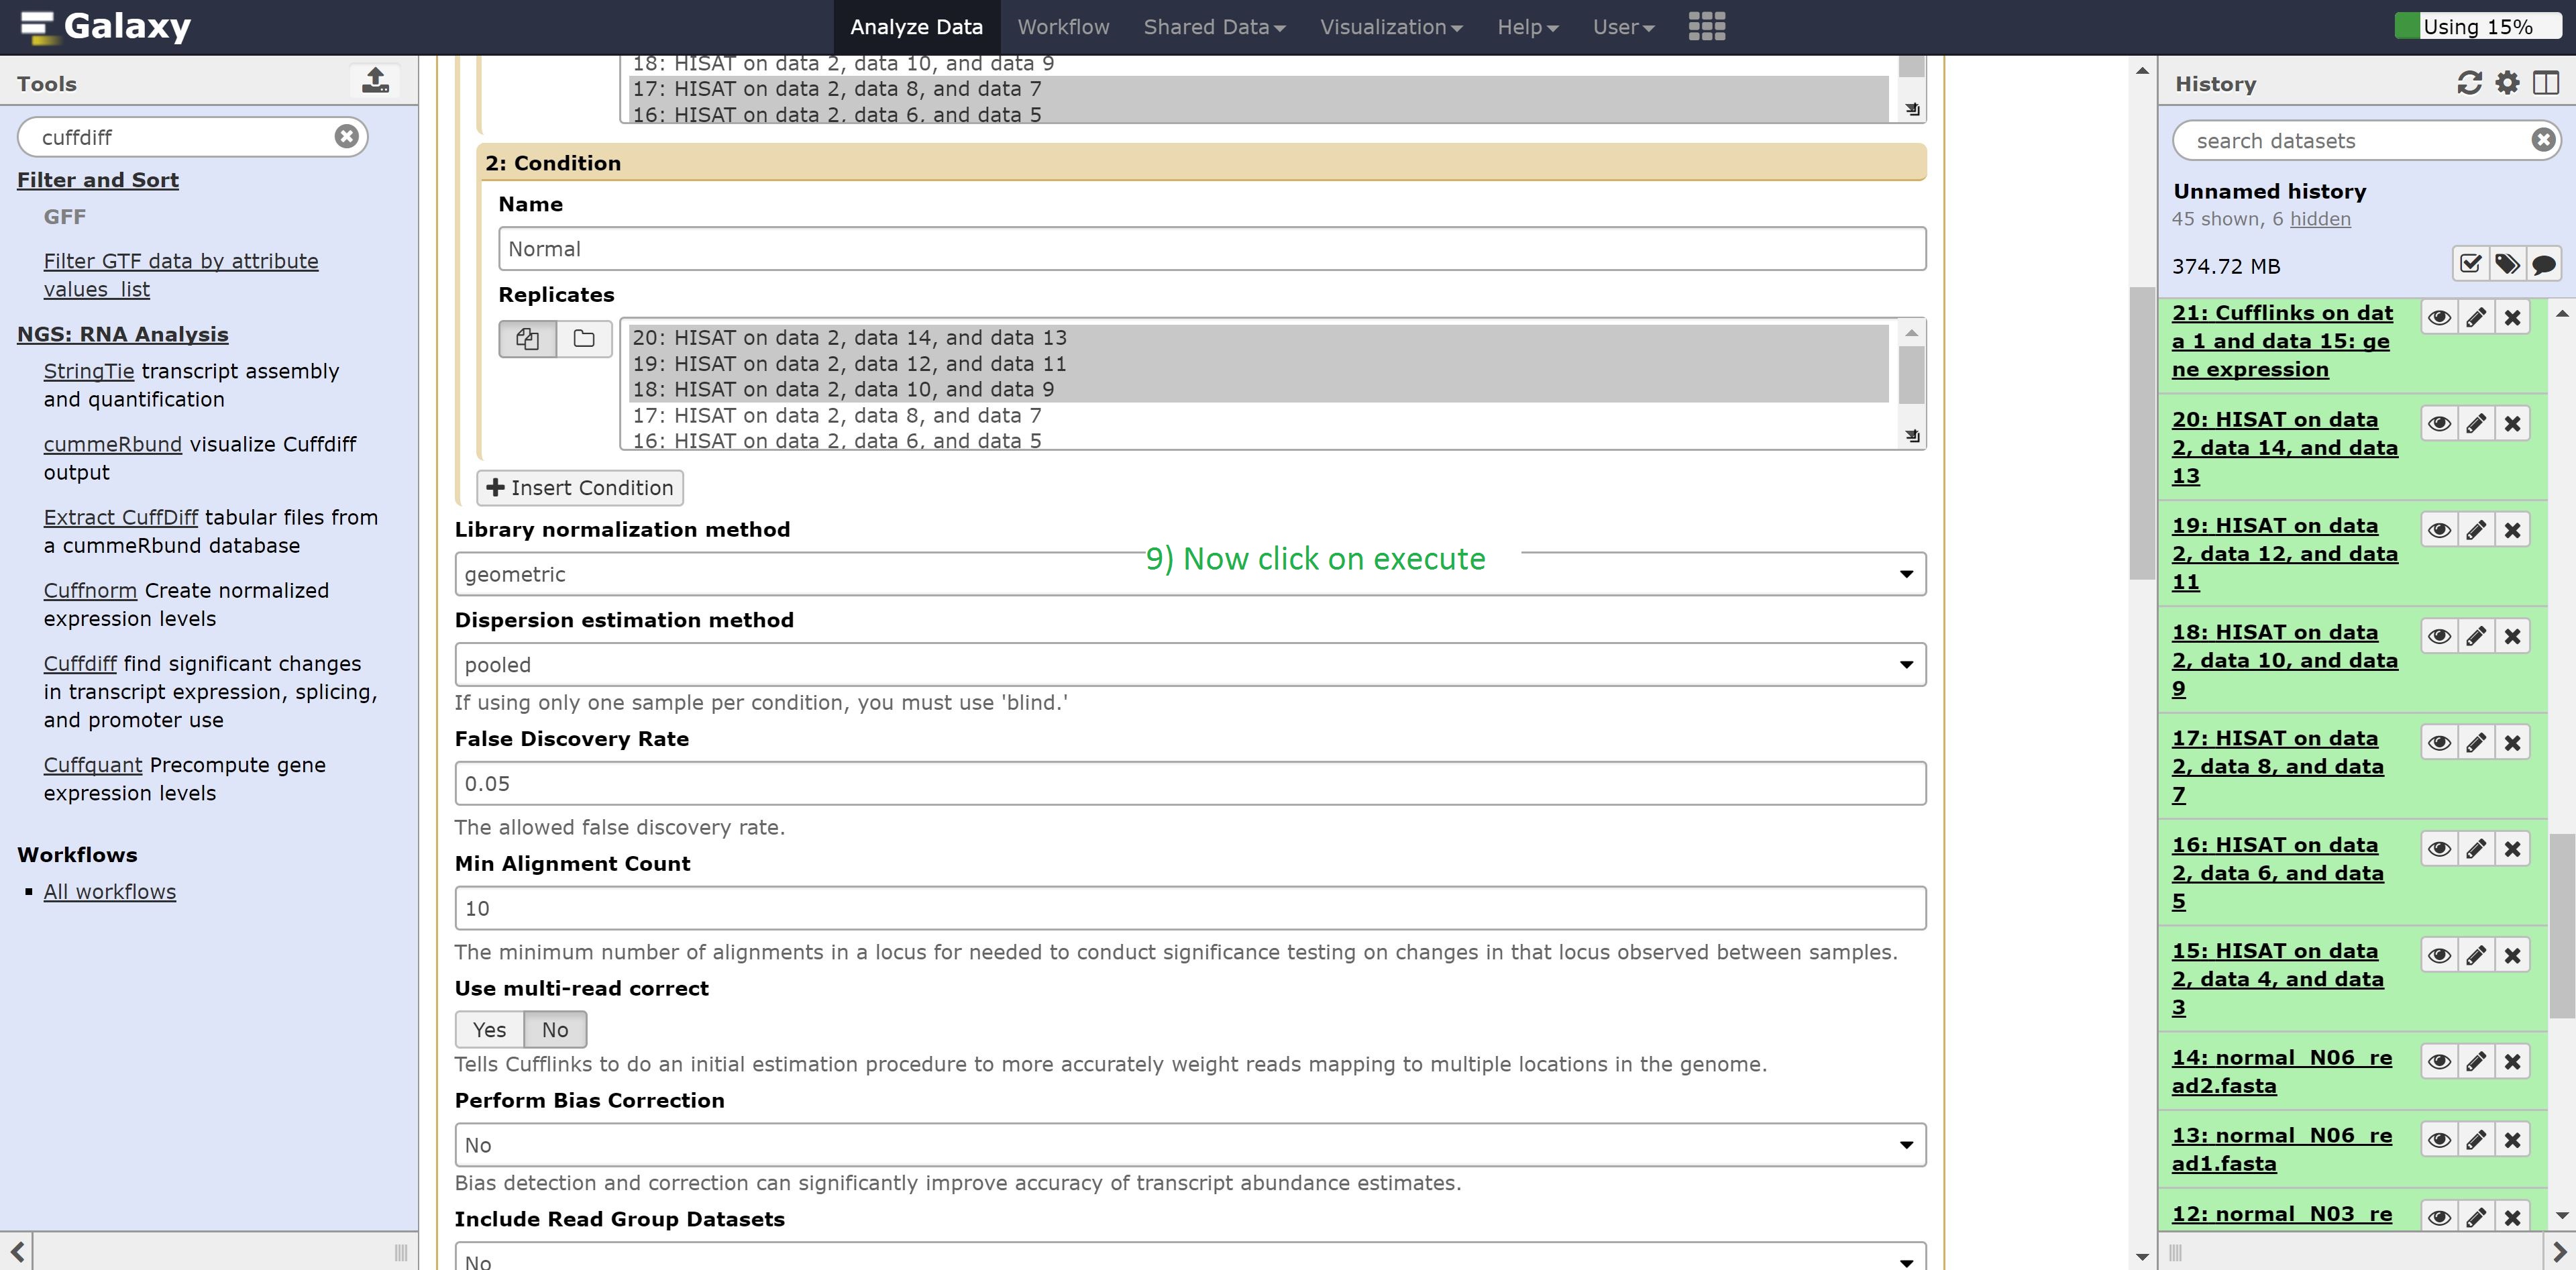 Galaxy
Analyze Data Workflow Shared Data Visualization Help User
Using 15%
Tools
cuffdiff
Filter and Sort
GFF
Filter GTF data by attribute
values_list
NGS: RNA Analysis
StringTie transcript assembly
and quantification
cummeRbund visualize Cuffdiff
output
Extract CuffDiff tabular files from
a cummeRbund database
Cuffnorm Create normalized
expression levels
Cuffdiff find significant changes
in transcript expression, splicing,
and promoter use
Cuffquant Precompute gene
expression levels
Workflows
All workflows
18: HISAT on data 2, data 10, and data 9
17: HISAT on data 2, data 8, and data 7
16: HISAT on data 2, data 6, and data 5
2: Condition
Name
Normal
Replicates
20: HISAT on data 2, data 14, and data 13
19: HISAT on data 2, data 12, and data 11
18: HISAT on data 2, data 10, and data 9
17: HISAT on data 2, data 8, and data 7
16: HISAT on data 2, data 6, and data 5
Insert Condition
Library normalization method
9) Now click on execute
geometric
Dispersion estimation method
pooled
If using only one sample per condition, you must use 'blind.'
False Discovery Rate
0.05
The allowed false discovery rate.
Min Alignment Count
10
The minimum number of alignments in a locus for needed to conduct significance testing on changes in that locus observed between samples.
Use multi-read correct
Yes No
Tells Cufflinks to do an initial estimation procedure to more accurately weight reads mapping to multiple locations in the genome.
Perform Bias Correction
No
Bias detection and correction can significantly improve accuracy of transcript abundance estimates.
Include Read Group Datasets
No
History
search datasets
Unnamed history
45 shown, 6 hidden
374.72 MB
21: Cufflinks on dat
a 1 and data 15: ge
ne expression
20: HISAT on data
2, data 14, and data
13
19: HISAT on data
2, data 12, and data
11
18: HISAT on data
2, data 10, and data
9
17: HISAT on data
2, data 8, and data
7
16: HISAT on data
2, data 6, and data
5
15: HISAT on data
2, data 4, and data
3
14: normal_N06_re
ad2.fasta
13: normal_N06_re
ad1.fasta
12: normal_N03_re